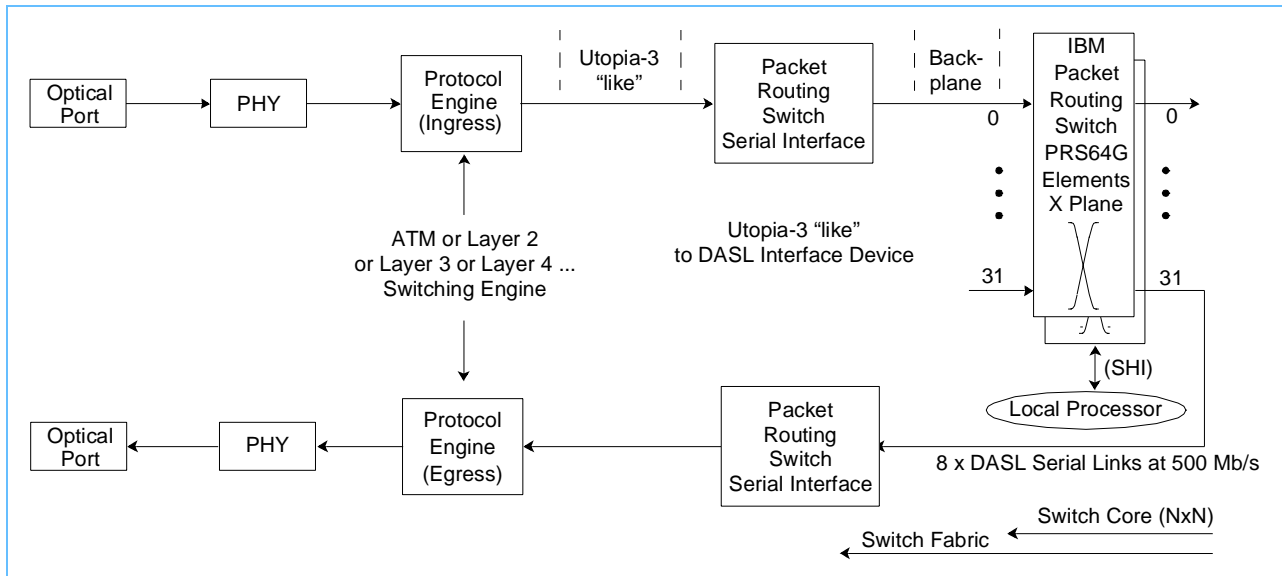 Optical
Port
PHY
Protocol
Engine
(Ingress)
Utopia-3
“like”
Packet
Routing
Switch
Serial Interface
Back-
plane
0
31
IBM
Packet
Routing
Switch
PRS64G
Elements
X Plane
0
31
ATM or Layer 2
or Layer 3 or Layer 4 ...
Switching Engine
Utopia-3 “like”
to DASL Interface Device
(SHI)
Local Processor
Optical
Port
PHY
Protocol
Engine
(Egress)
Packet
Routing
Switch
Serial Interface
8 x DASL Serial Links at 500 Mb/s
Switch Core (NxN)
Switch Fabric